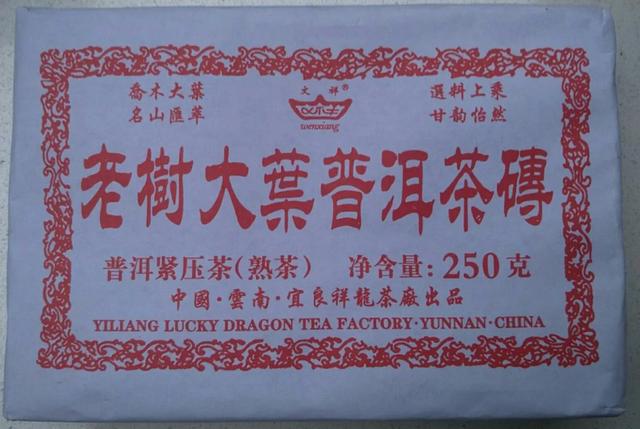 喬木大葉
名山匯萃
文祥®
wenxiang
選料上乘
甘韵怡然
老樹大葉普洱茶磚
普洱紧压茶(熟茶) 净含量: 250克
中國·雲南·宜良祥龍茶廠出品
YILIANG LUCKY DRAGON TEA FACTORY·YUNNAN·CHINA